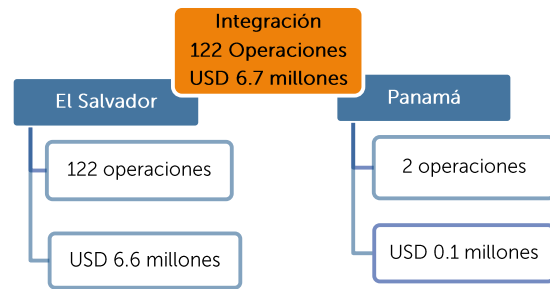 Integración
122 Operaciones
USD 6.7 millones
El Salvador
122 operaciones
USD 6.6 millones
Panamá
2 operaciones
USD 0.1 millones